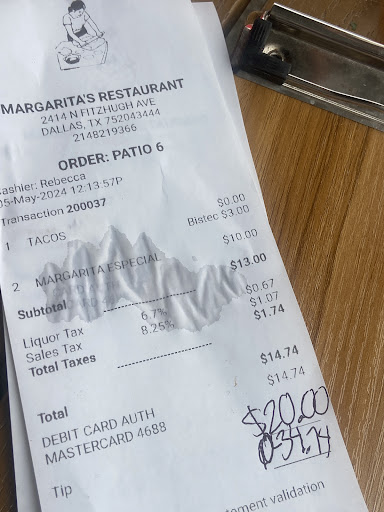 MARGARITA'S RESTAURANT
2414 N FITZHUGH AVE
DALLAS, TX 752043444
2148219366
ORDER: PATIO 6
ashier: Rebecca
05-May-2024 12:13:57P
Transaction 200037
1 TACOS $0.00
Bistec $3.00
2 MARGARITA ESPECIAL $10.00
Subtotal $13.00
Liquor Tax 6.7% $0.67
Sales Tax 8.25% $1.07
Total Taxes $1.74
Total $14.74
DEBIT CARD AUTH $14.74
MASTERCARD 4688
Tip $20.00
34.74
tement validation